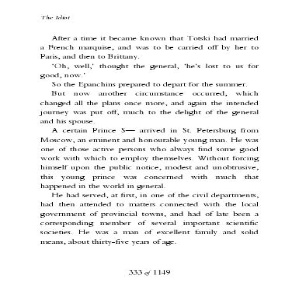 The Idiot
After a time it became known that Totski had married
a French marquise, and was to be carried off by her to
Paris, and then to Brittany.
'Oh, well,' thought the general, 'he's lost to us for
good, now.'
So the Epanchins prepared to depart for the summer.
But now another circumstance occurred, which
changed all the plans once more, and again the intended
journey was put off, much to the delight of the general
and his spouse.
A certain Prince S— arrived in St. Petersburg from
Moscow, an eminent and honourable young man. He was
one of those active persons who always find some good
work with which to employ themselves. Without forcing
himself upon the public notice, modest and unobtrusive,
this young prince was concerned with much that
happened in the world in general.
He had served, at first, in one of the civil departments,
had then attended to matters connected with the local
government of provincial towns, and had of late been a
corresponding member of several important scientific
societies. He was a man of excellent family and solid
means, about thirty-five years of age.
333 of 1149